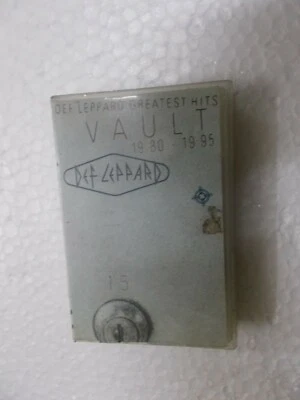 DEF LEPPARD GREATEST HITS
VAULT
1980 - 1995
DEF LEPPARD
15